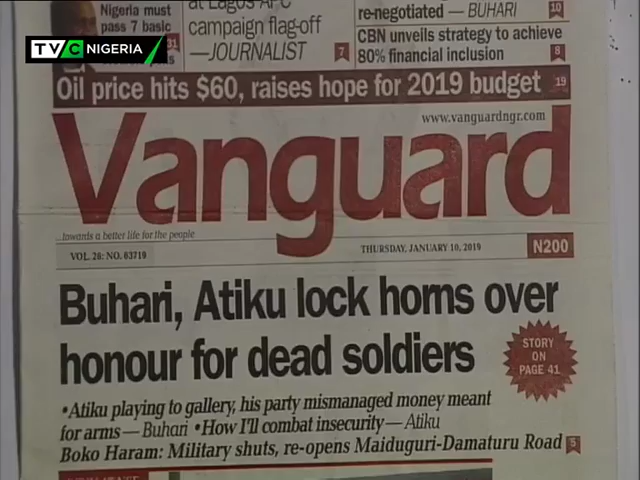 Nigeria must
pass 7 basic
31
at Lagos APC
campaign flag-off
—JOURNALIST
7
re-negotiated — BUHARI
10
CBN unveils strategy to achieve
80% financial inclusion
8
TVC NIGERIA
Oil price hits $60, raises hope for 2019 budget
19
www.vanguardngr.com
Vanguard
...towards a better life for the people
VOL. 26: NO. 63719
THURSDAY, JANUARY 10, 2019
N200
Buhari, Atiku lock horns over
honour for dead soldiers
STORY
ON
PAGE 41
•Atiku playing to gallery, his party mismanaged money meant
for arms — Buhari •How I'll combat insecurity — Atiku
Boko Haram: Military shuts, re-opens Maiduguri-Damaturu Road
5